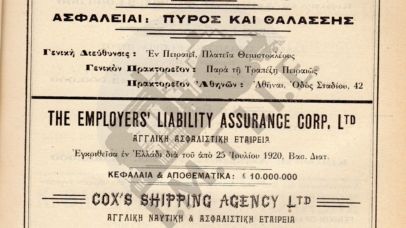 ΑΣΦΑΛΕΙΑΙ: ΠΥΡΟΣ ΚΑΙ ΘΑΛΑΣΣΗΣ
Γενικὴ Διεύθυνσις: Ἐν Πειραιεῖ, Πλατεῖα Θεμιστοκλέους
Γενικὸν Πρακτορεῖον: Παρὰ τῇ Τραπέζῃ Πειραιῶς
Πρακτορεῖον Ἀθηνῶν: Ἀθῆναι, Ὁδὸς Σταδίου, 42
THE EMPLOYERS' LIABILITY ASSURANCE CORP. LTD
ΑΓΓΛΙΚΗ ΑΣΦΑΛΙΣΤΙΚΗ ΕΤΑΙΡΕΙΑ
Ἐγκριθεῖσα ἐν Ἑλλάδι διὰ τοῦ ἀπὸ 25 Ἰουλίου 1920, Βασ. Διατ.
ΚΕΦΑΛΑΙΑ & ΑΠΟΘΕΜΑΤΙΚΑ: £ 10.000.000
COX'S SHIPPING AGENCY LTD
ΑΓΓΛΙΚΗ ΝΑΥΤΙΚΗ & ΑΣΦΑΛΙΣΤΙΚΗ ΕΤΑΙΡΕΙΑ